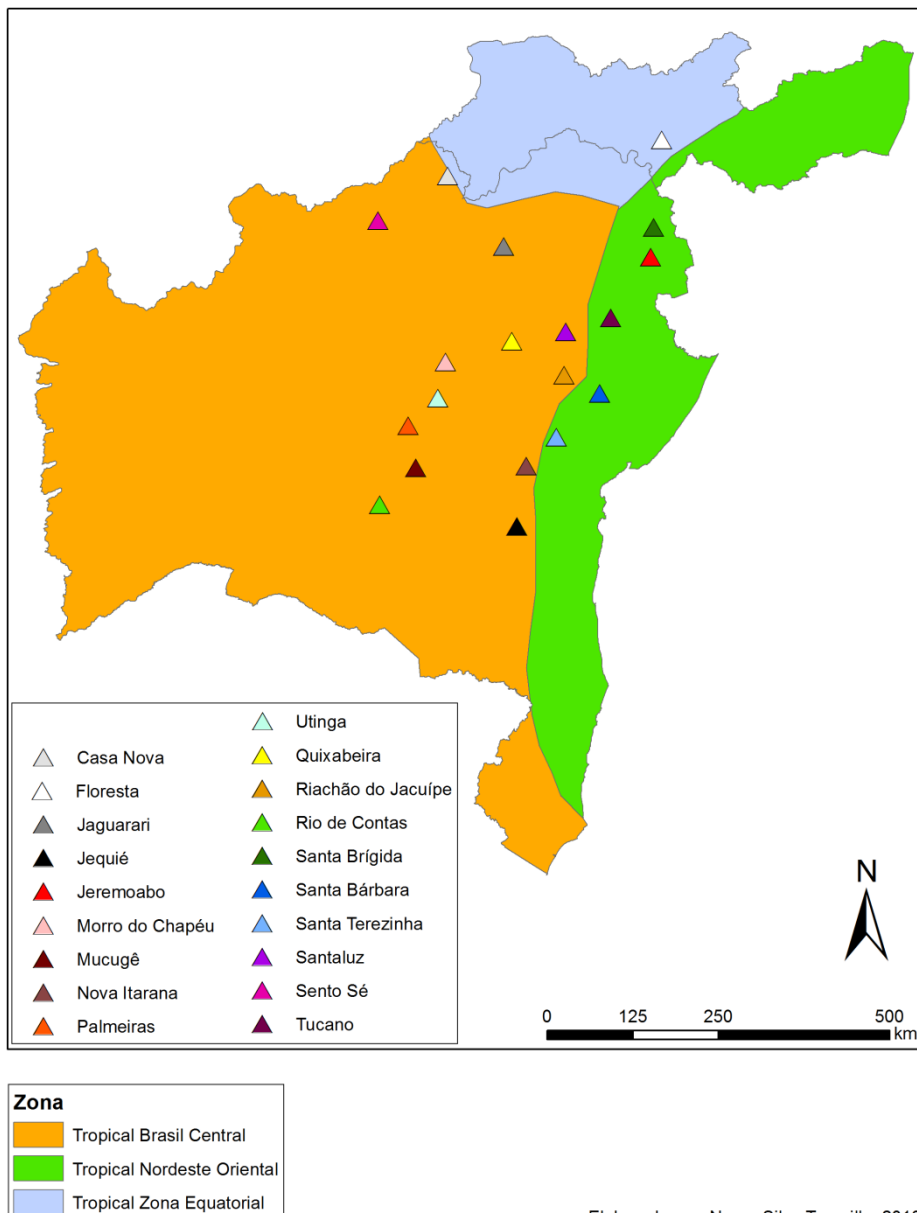 Utinga
Casa Nova
Quixabeira
Floresta
Riachão do Jacuípe
Jaguarari
Rio de Contas
Jequié
Santa Brígida
Jeremoabo
Santa Bárbara
Morro do Chapéu
Santa Terezinha
Mucugê
Santaluz
Nova Itarana
Sento Sé
Palmeiras
Tucano
N
0 125 250 500
km
Zona
Tropical Brasil Central
Tropical Nordeste Oriental
Tropical Zona Equatorial